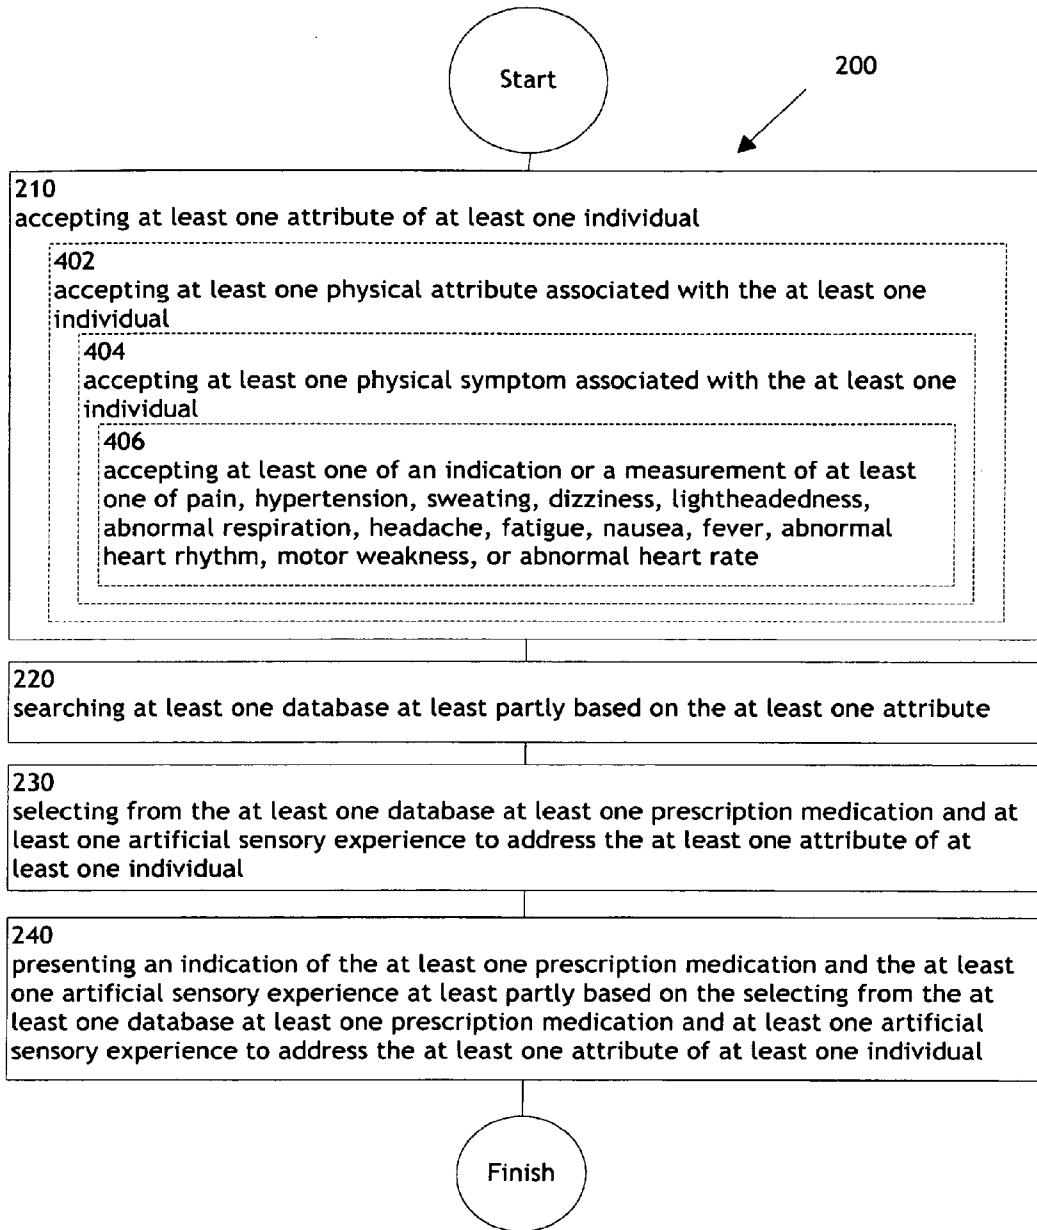 Start
200
210
accepting at least one attribute of at least one individual
402
accepting at least one physical attribute associated with the at least one
individual
404
accepting at least one physical symptom associated with the at least one
individual
406
accepting at least one of an indication or a measurement of at least
one of pain, hypertension, sweating, dizziness, lightheadedness,
abnormal respiration, headache, fatigue, nausea, fever, abnormal
heart rhythm, motor weakness, or abnormal heart rate
220
searching at least one database at least partly based on the at least one attribute
230
selecting from the at least one database at least one prescription medication and at
least one artificial sensory experience to address the at least one attribute of at
least one individual
240
presenting an indication of the at least one prescription medication and the at least
one artificial sensory experience at least partly based on the selecting from the at
least one database at least one prescription medication and at least one artificial
sensory experience to address the at least one attribute of at least one individual
Finish